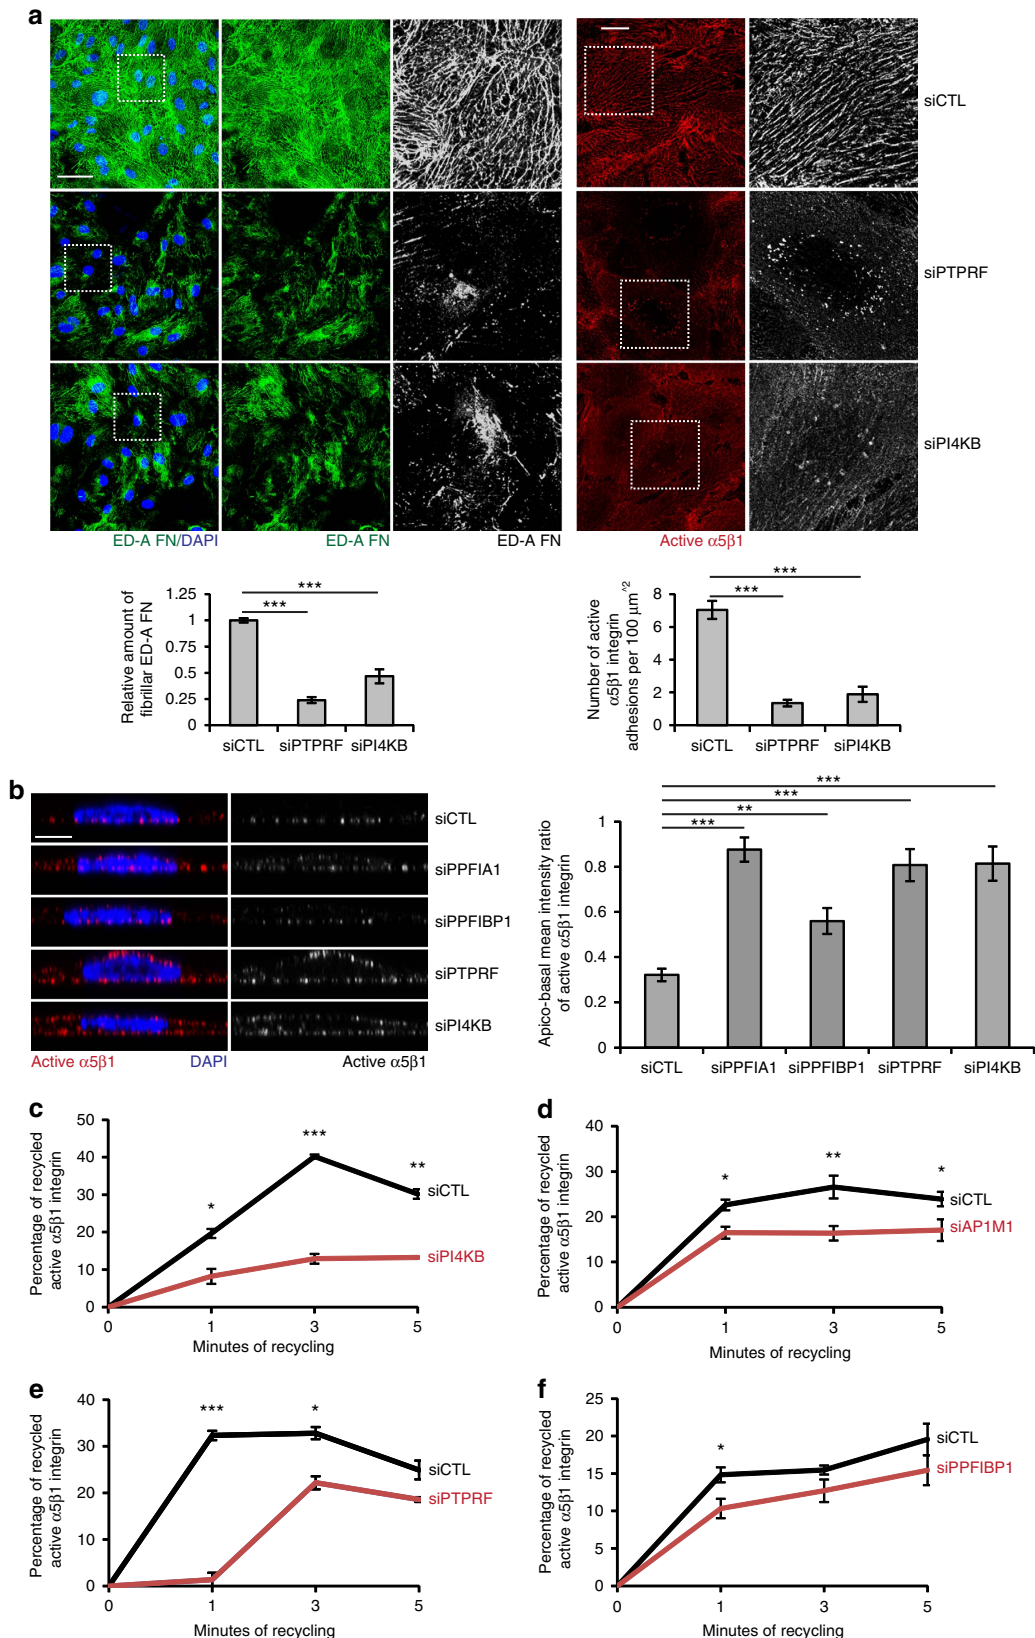 a
siCTL
siPTPRF
siPI4KB
ED-A FN/DAPI
ED-A FN
ED-A FN
Active α5β1
Relative amount of
fibrillar ED-A FN
1.25
1
0.75
0.5
0.25
0
***
***
siCTL
siPTPRF
siPI4KB
Number of active
α5β1 integrin
adhesions per 100 μm^2
8
6
4
2
0
***
***
siCTL
siPTPRF
siPI4KB
b
siCTL
siPPFIA1
siPPFIBP1
siPTPRF
siPI4KB
Active α5β1
DAPI
Active α5β1
Apico-basal mean intensity ratio
of active α5β1 integrin
1
0.8
0.6
0.4
0.2
0
***
***
**
***
siCTL
siPPFIA1
siPPFIBP1
siPTPRF
siPI4KB
c
Percentage of recycled
active α5β1 integrin
50
40
30
20
10
0
*
***
**
siCTL
siPI4KB
0
1
3
5
Minutes of recycling
d
Percentage of recycled
active α5β1 integrin
40
30
20
10
0
*
**
*
siCTL
siAP1M1
0
1
3
5
Minutes of recycling
e
Percentage of recycled
active α5β1 integrin
40
30
20
10
0
***
*
siCTL
siPTPRF
0
1
3
5
Minutes of recycling
f
Percentage of recycled
active α5β1 integrin
25
20
15
10
5
0
*
siCTL
siPPFIBP1
0
1
3
5
Minutes of recycling